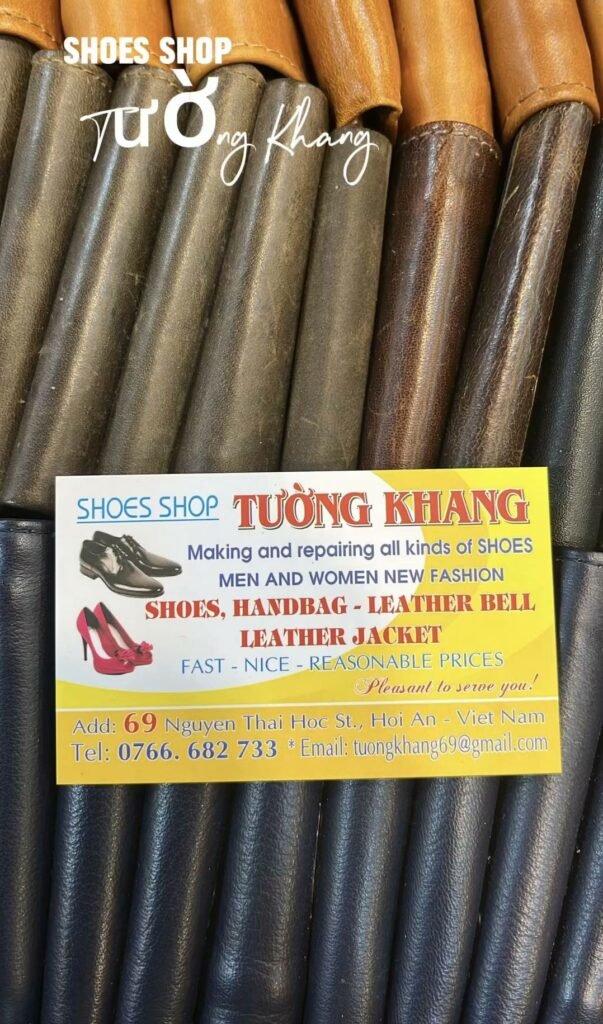 SHOES SHOP
Tường Khang
SHOES SHOP TƯỜNG KHANG
Making and repairing all kinds of SHOES
MEN AND WOMEN NEW FASHION
SHOES, HANDBAG - LEATHER BELL
LEATHER JACKET
FAST - NICE - REASONABLE PRICES
Pleasant to serve you!
Add: 69 Nguyen Thai Hoc St., Hoi An - Viet Nam
Tel: 0766. 682 733 * Email: tuongkhang69@gmail.com